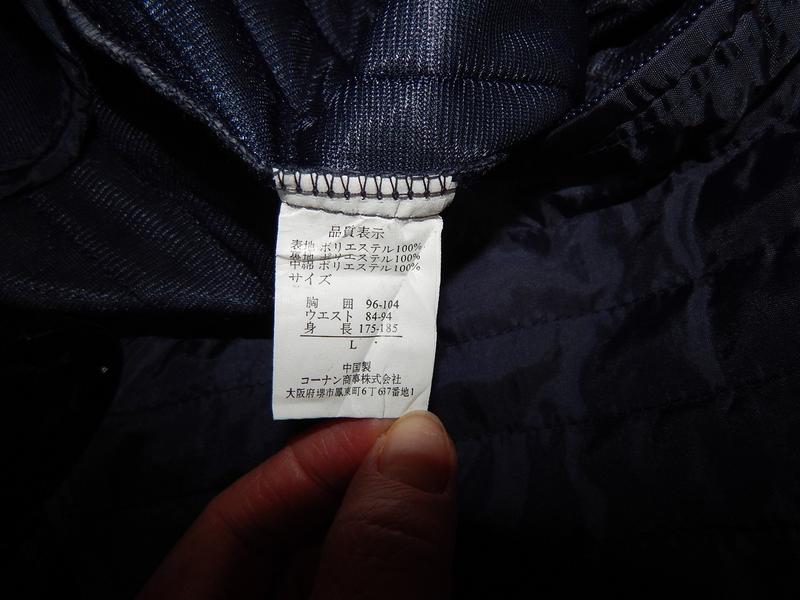 品質表示
表地 ポリエステル100%
裏地 ポリエステル100%
中綿 ポリエステル100%
サイズ
胸 囲 96-104
ウエスト 84-94
身 長 175-185
L
中国製
コーナン商事株式会社
大阪府堺市鳳東町6丁637番地1